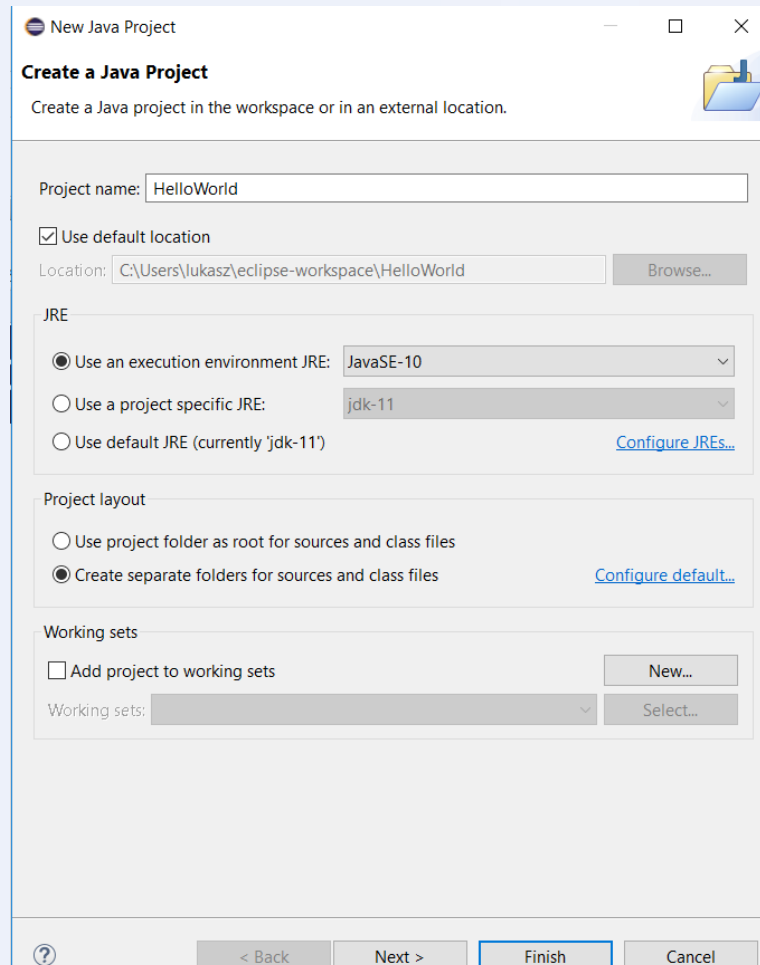 New Java Project
Create a Java Project
Create a Java project in the workspace or in an external location.
Project name: HelloWorld
Use default location
Location: C:\Users\lukasz\eclipse-workspace\HelloWorld Browse...
JRE
Use an execution environment JRE: JavaSE-10
Use a project specific JRE: jdk-11
Use default JRE (currently 'jdk-11') Configure JREs...
Project layout
Use project folder as root for sources and class files
Create separate folders for sources and class files Configure default...
Working sets
Add project to working sets New...
Working sets: Select...
? < Back Next > Finish Cancel